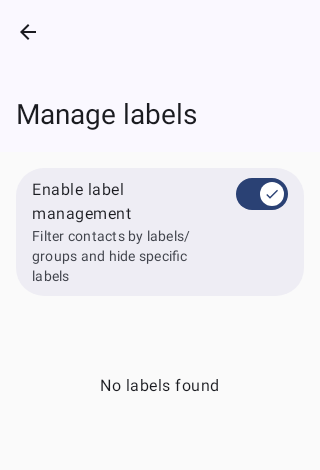 Manage labels
Enable label
management
Filter contacts by labels/
groups and hide specific
labels
No labels found